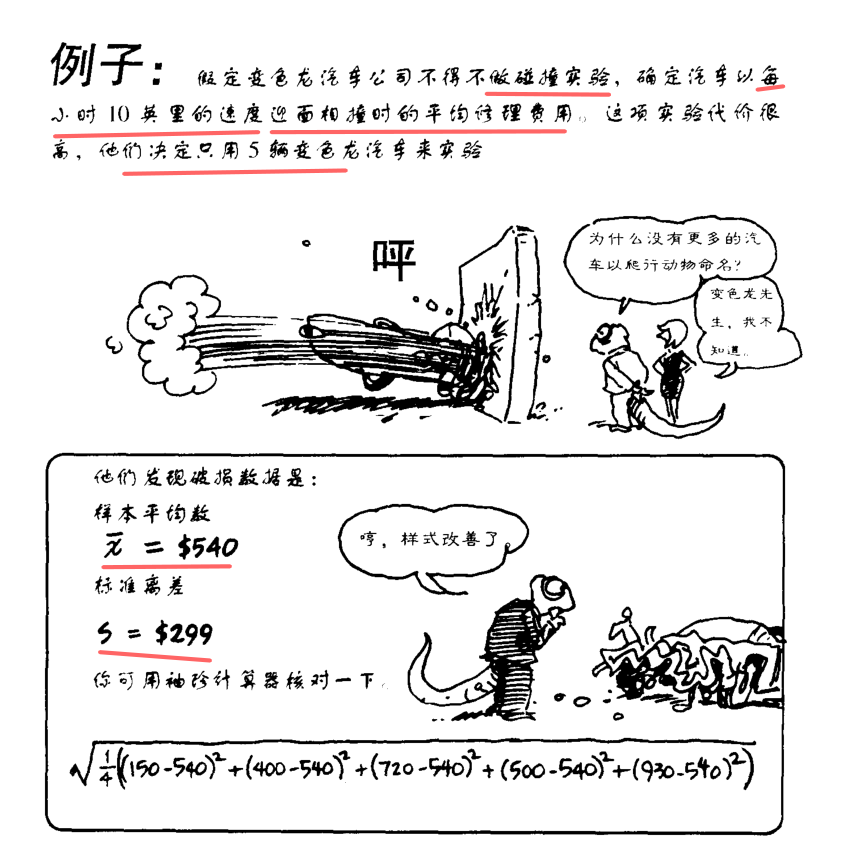 例子： 假定变色龙汽车公司不得不做碰撞实验，确定汽车以每
小时 10 英里的速度迎面相撞时的平均修理费用。这项实验代价很
高，他们决定只用 5 辆变色龙汽车来实验
呯
为什么没有更多的汽
车以爬行动物命名？
变色龙先
生，我不
知道。
他们发现破损数据是：
样本平均数
x̄ = $540
标准离差
s = $299
你可用袖珍计算器核对一下。
哼，样式改善了。
√(1/4((150-540)²+(400-540)²+(720-540)²+(500-540)²+(930-540)²))